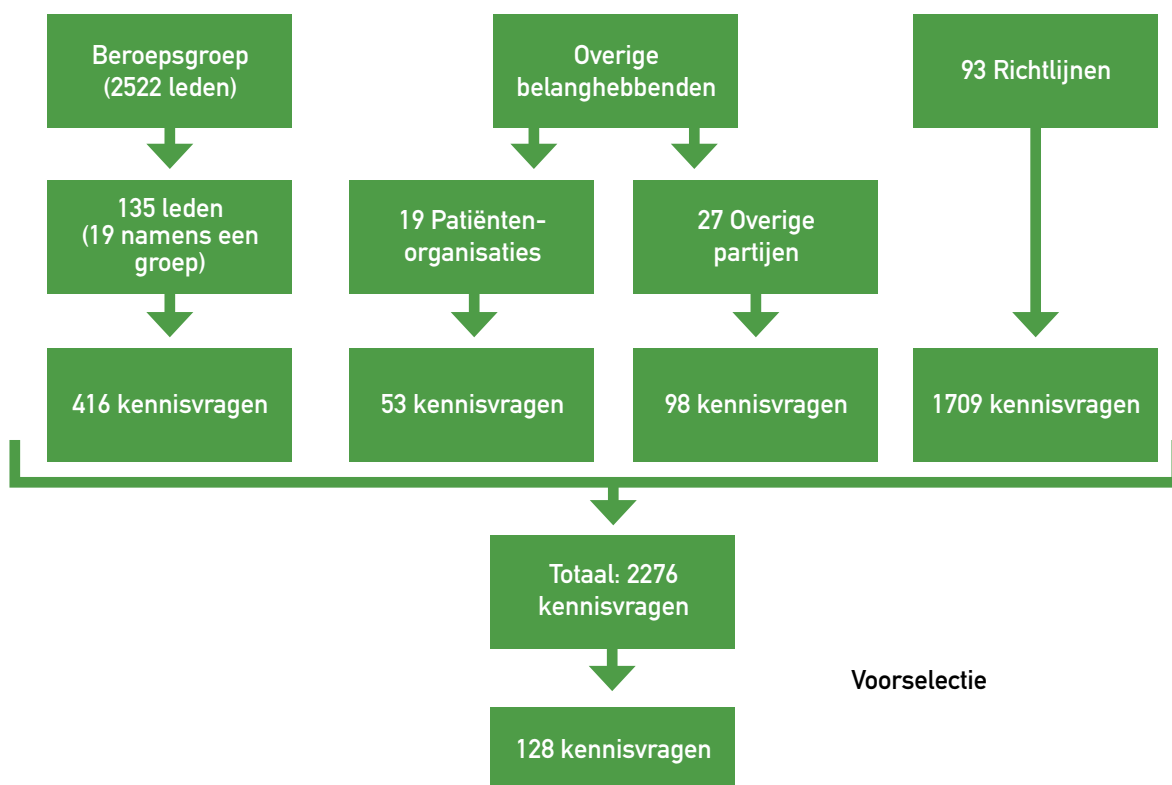 Beroepsgroep
(2522 leden)
Overige
belanghebbenden
93 Richtlijnen
135 leden
(19 namens een
groep)
19 Patiënten-
organisaties
27 Overige
partijen
416 kennisvragen
53 kennisvragen
98 kennisvragen
1709 kennisvragen
Totaal: 2276
kennisvragen
Voorselectie
128 kennisvragen